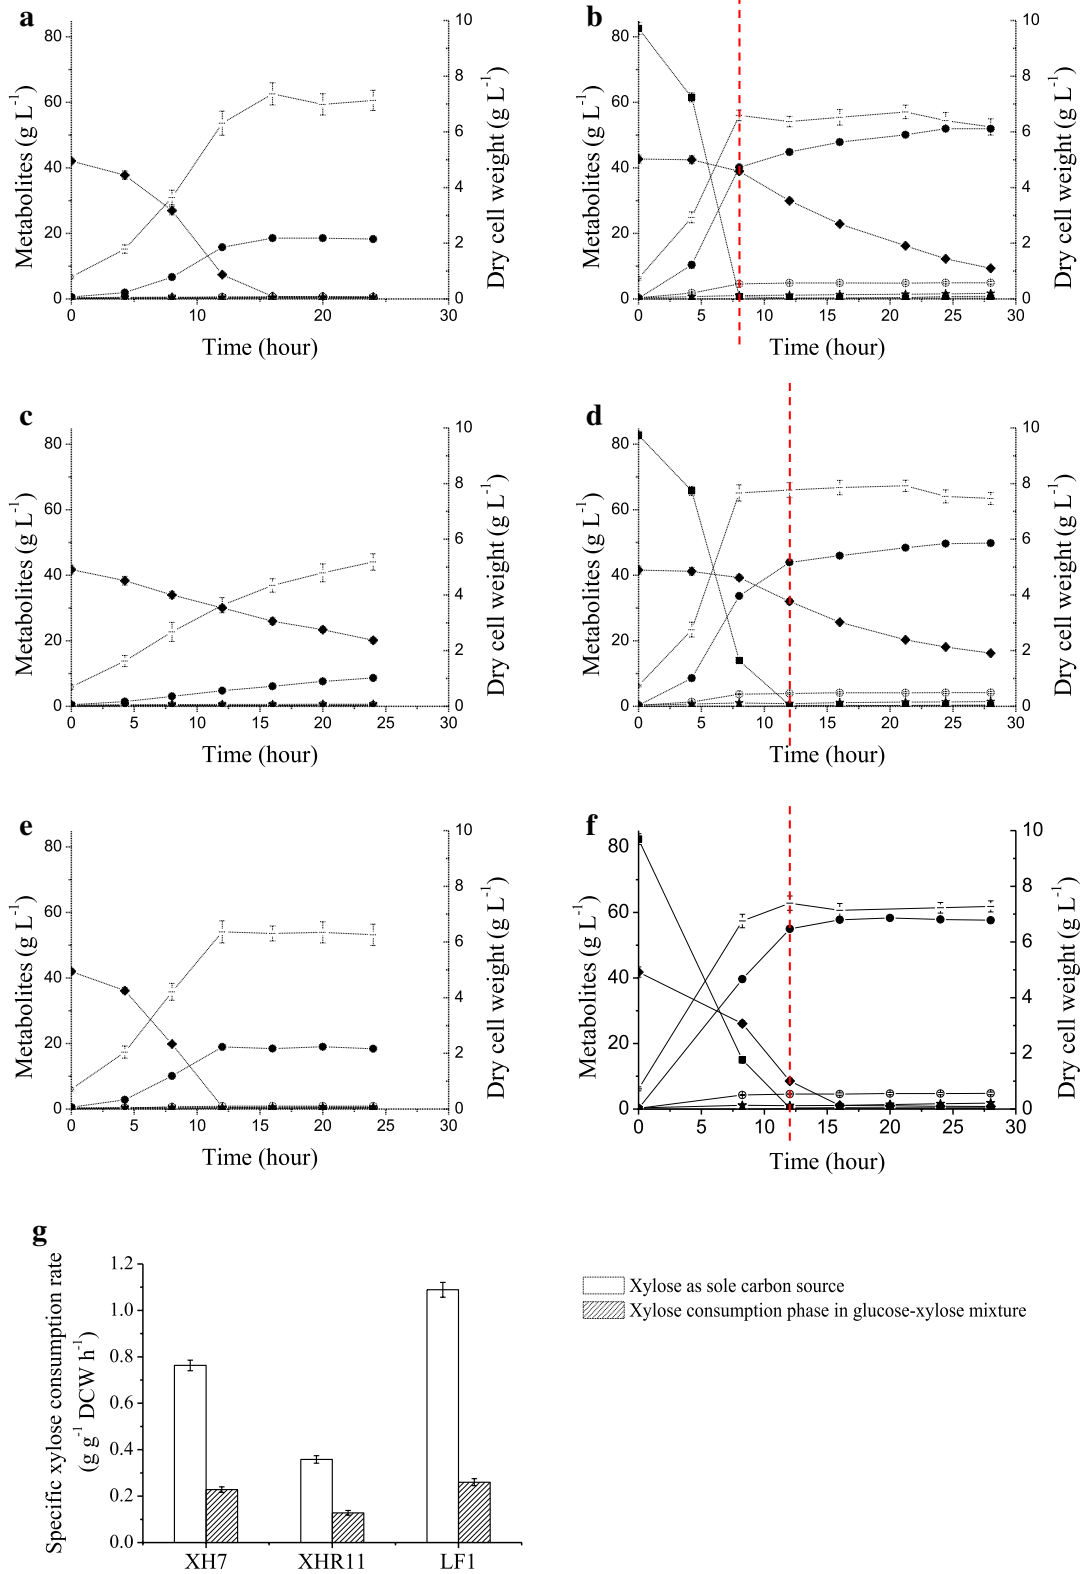 a
b
80
60
40
20
0
Metabolites (g L⁻¹)
10
8
6
4
2
0
Dry cell weight (g L⁻¹)
0 5 10 15 20 25 30
Time (hour)
80
60
40
20
0
Metabolites (g L⁻¹)
10
8
6
4
2
0
Dry cell weight (g L⁻¹)
0 5 10 15 20 25 30
Time (hour)
c
d
80
60
40
20
0
Metabolites (g L⁻¹)
10
8
6
4
2
0
Dry cell weight (g L⁻¹)
0 5 10 15 20 25 30
Time (hour)
80
60
40
20
0
Metabolites (g L⁻¹)
10
8
6
4
2
0
Dry cell weight (g L⁻¹)
0 5 10 15 20 25 30
Time (hour)
e
f
80
60
40
20
0
Metabolites (g L⁻¹)
10
8
6
4
2
0
Dry cell weight (g L⁻¹)
0 5 10 15 20 25 30
Time (hour)
80
60
40
20
0
Metabolites (g L⁻¹)
10
8
6
4
2
0
Dry cell weight (g L⁻¹)
0 5 10 15 20 25 30
Time (hour)
g
Specific xylose consumption rate
(g g⁻¹ DCW h⁻¹)
1.2
1.0
0.8
0.6
0.4
0.2
0.0
XH7 XHR11 LF1
Xylose as sole carbon source
Xylose consumption phase in glucose-xylose mixture